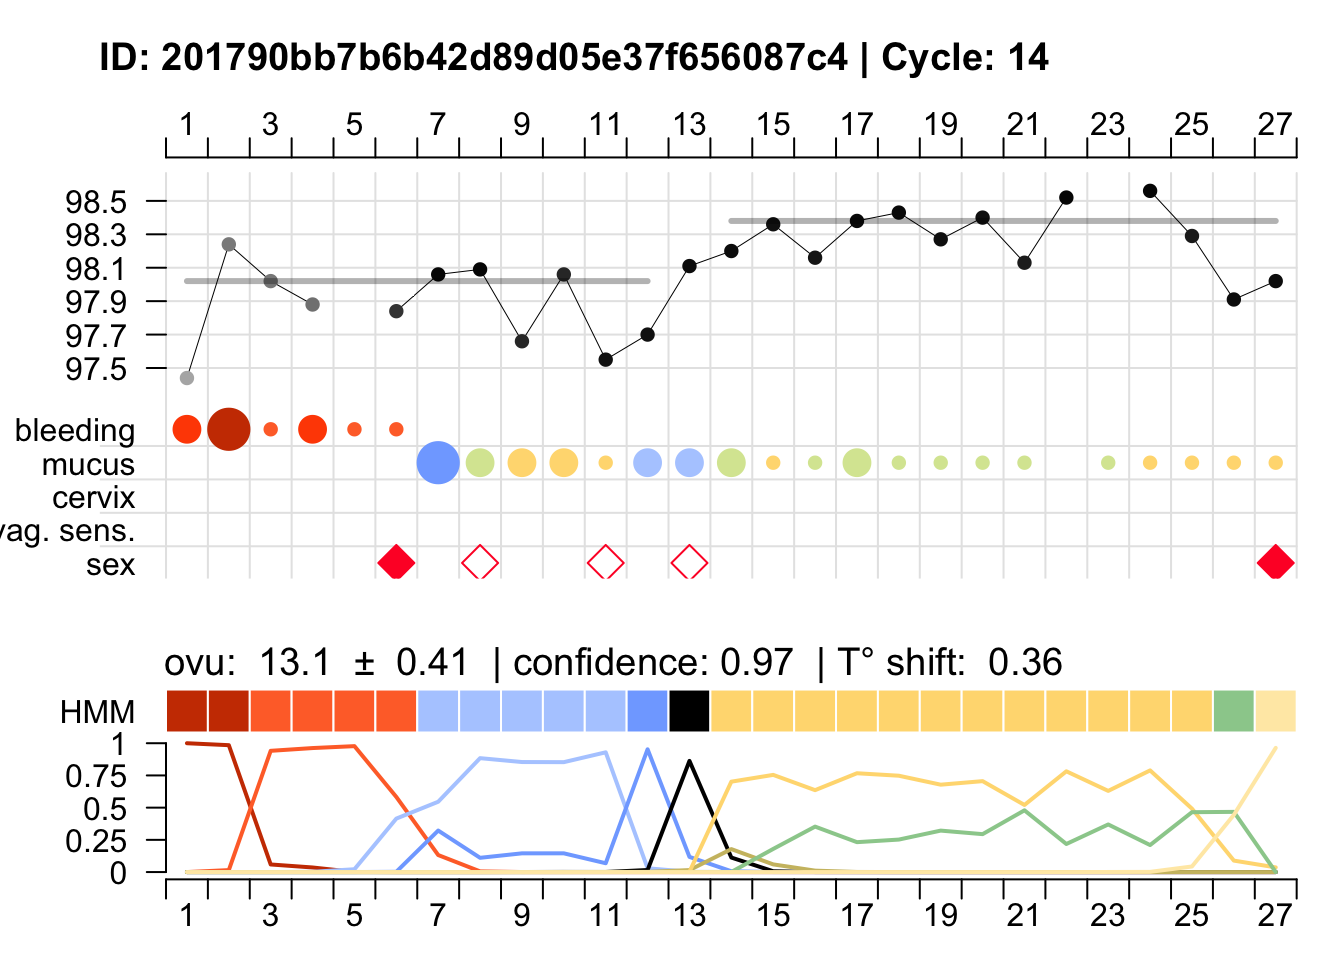 ID: 201790bb7b6b42d89d05e37f656087c4 | Cycle: 14
1 3 5 7 9 11 13 15 17 19 21 23 25 27
98.5
98.3
98.1
97.9
97.7
97.5
bleeding
mucus
cervix
vag. sens.
sex
ovu: 13.1 ± 0.41 | confidence: 0.97 | T° shift: 0.36
HMM
1
0.75
0.5
0.25
0
1 3 5 7 9 11 13 15 17 19 21 23 25 27